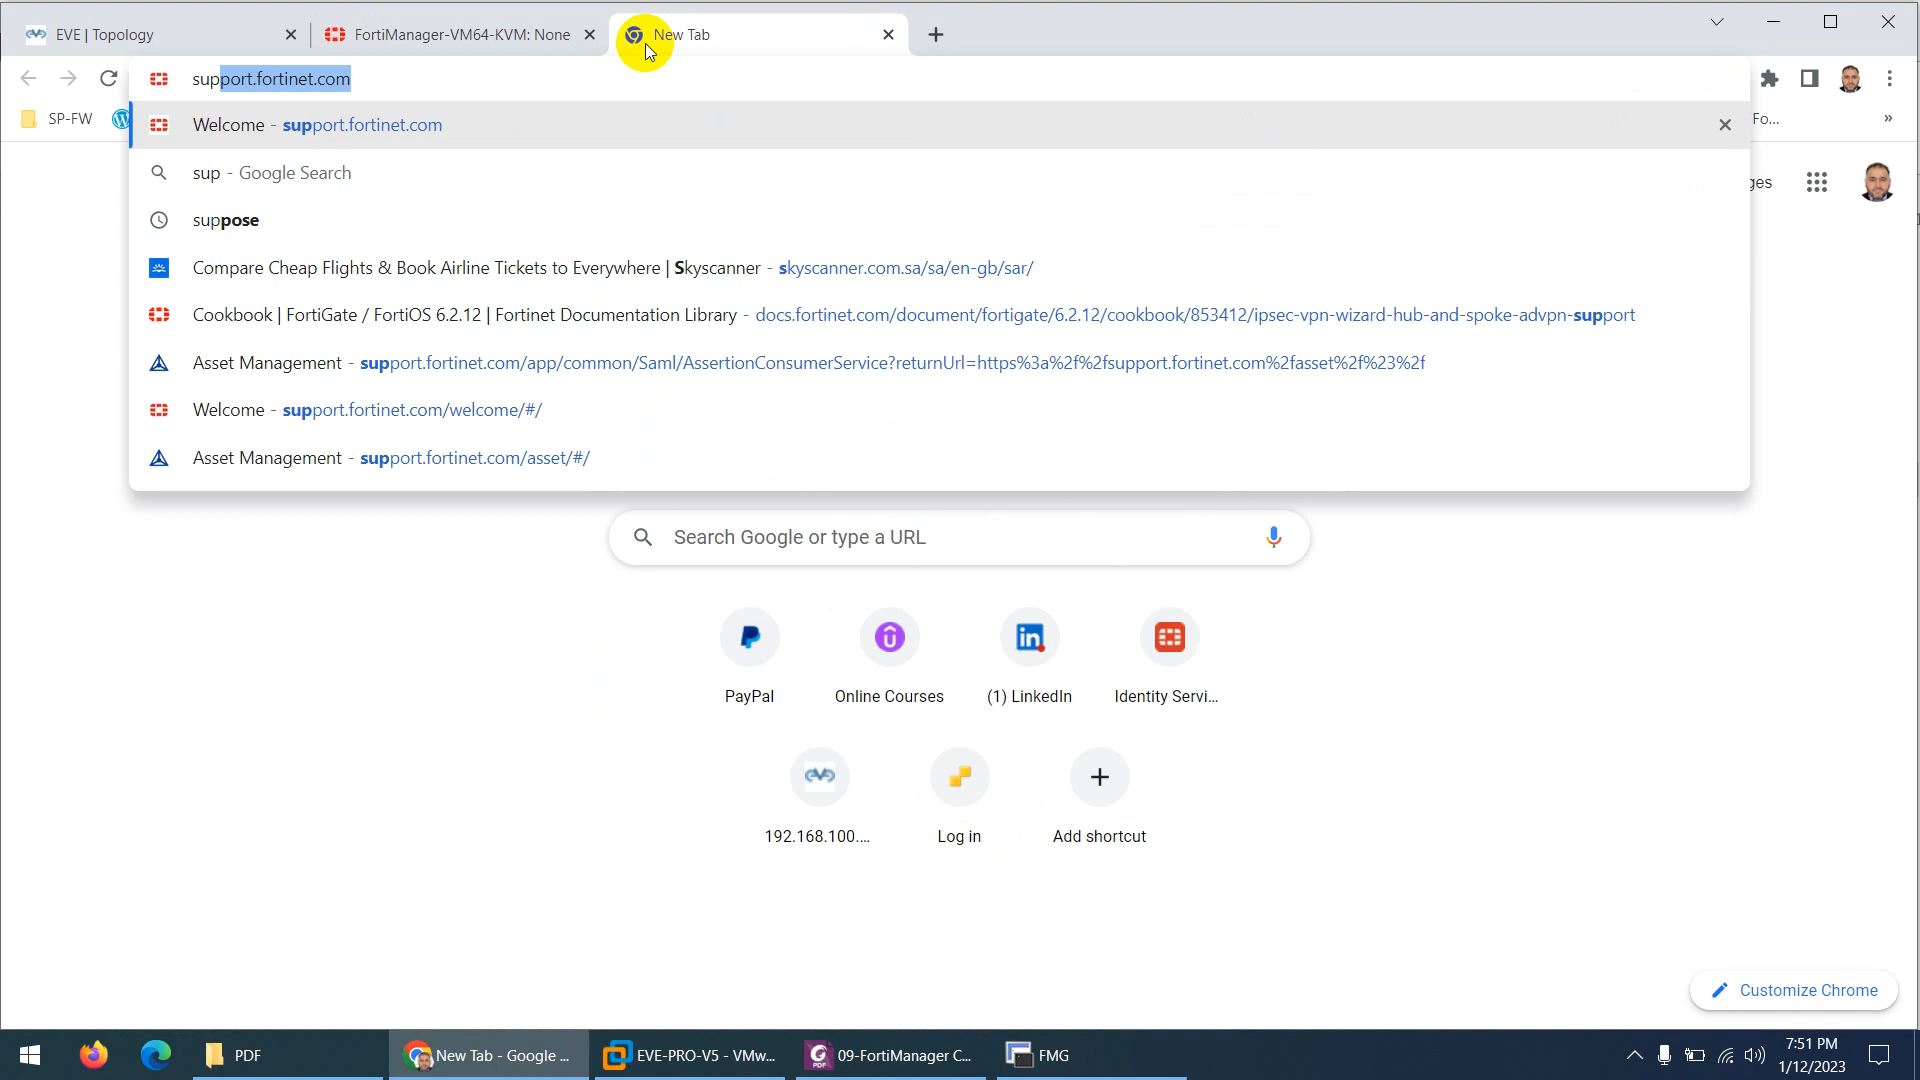 EVE | Topology
FortiManager-VM64-KVM: None
New Tab
support.fortinet.com
SP-FW
Fo...
»
Welcome - support.fortinet.com
sup - Google Search
suppose
Compare Cheap Flights & Book Airline Tickets to Everywhere | Skyscanner - skyscanner.com.sa/sa/en-gb/sar/
Cookbook | FortiGate / FortiOS 6.2.12 | Fortinet Documentation Library - docs.fortinet.com/document/fortigate/6.2.12/cookbook/853412/ipsec-vpn-wizard-hub-and-spoke-advpn-support
Asset Management - support.fortinet.com/app/common/Saml/AssertionConsumerService?returnUrl=https%3a%2f%2fsupport.fortinet.com%2fasset%2f%23%2f
Welcome - support.fortinet.com/welcome/#/
Asset Management - support.fortinet.com/asset/#/
Search Google or type a URL
PayPal
Online Courses
(1) LinkedIn
Identity Servi...
192.168.100....
Log in
Add shortcut
Customize Chrome
PDF
New Tab - Google ...
EVE-PRO-V5 - VMw...
09-FortiManager C...
FMG
7:51 PM
1/12/2023